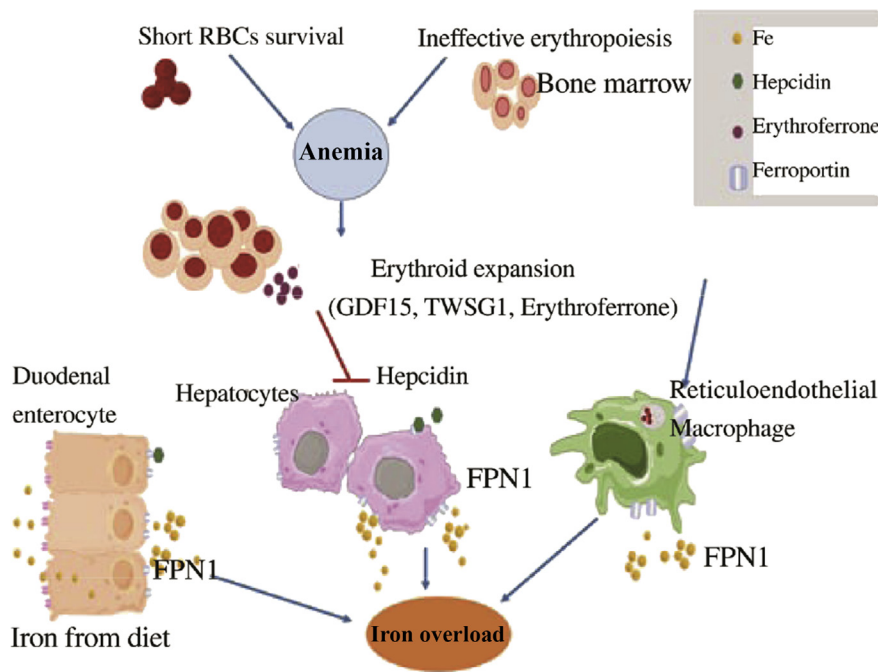 Short RBCs survival
Ineffective erythropoiesis
Bone marrow
Fe
Hepcidin
Erythroferrone
Ferroportin
Anemia
Erythroid expansion
(GDF15, TWSG1, Erythroferrone)
Duodenal
enterocyte
Hepatocytes
Hepcidin
Reticuloendothelial
Macrophage
FPN1
FPN1
FPN1
Iron from diet
Iron overload